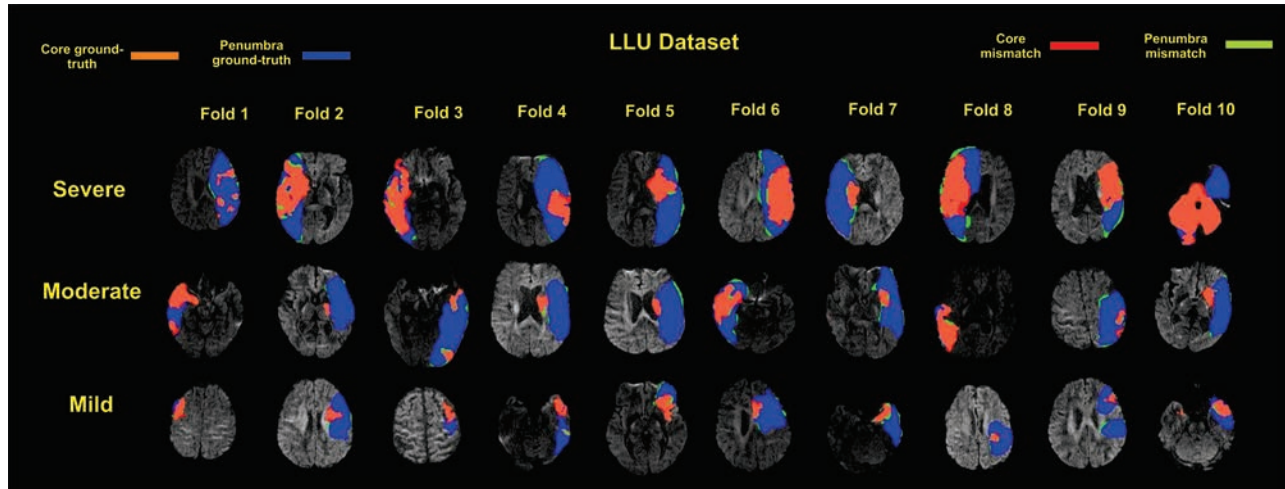 LLU Dataset
Core ground-
truth
Penumbra
ground-truth
Core
mismatch
Penumbra
mismatch
Fold 1 Fold 2 Fold 3 Fold 4 Fold 5 Fold 6 Fold 7 Fold 8 Fold 9 Fold 10
Severe
Moderate
Mild